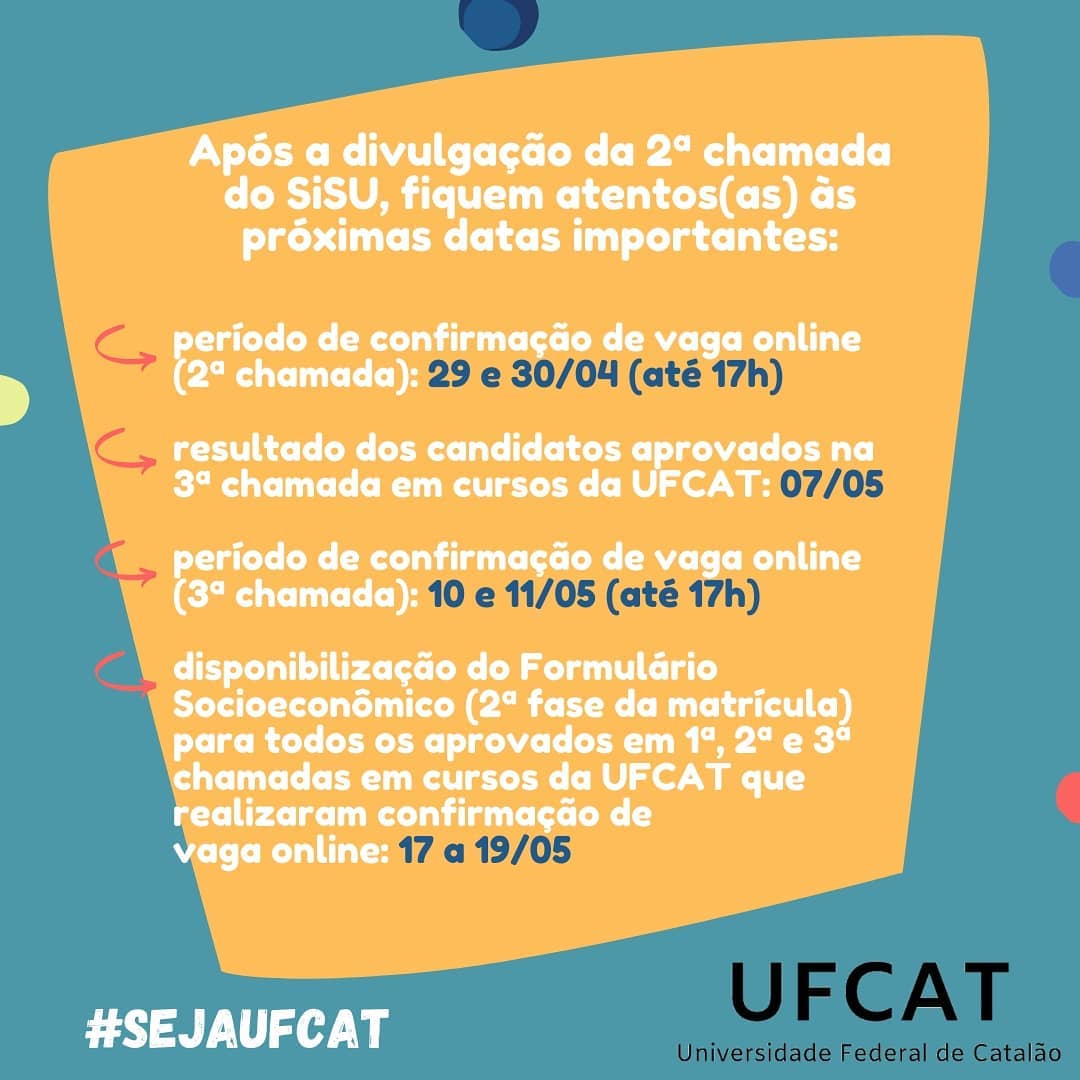 Após a divulgação da 2ª chamada
do SiSU, fiquem atentos(as) às
próximas datas importantes:
período de confirmação de vaga online
(2ª chamada): 29 e 30/04 (até 17h)
resultado dos candidatos aprovados na
3ª chamada em cursos da UFCAT: 07/05
período de confirmação de vaga online
(3ª chamada): 10 e 11/05 (até 17h)
disponibilização do Formulário
Socioeconômico (2ª fase da matrícula)
para todos os aprovados em 1ª, 2ª e 3ª
chamadas em cursos da UFCAT que
realizaram confirmação de
vaga online: 17 a 19/05
#SEJAUFCAT
UFCAT
Universidade Federal de Catalão